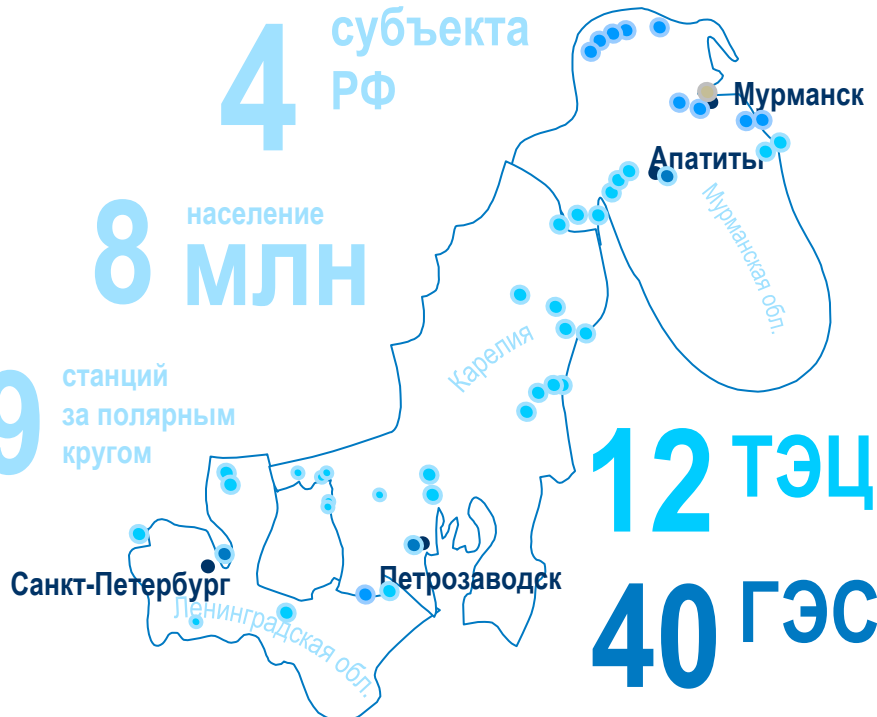 4 субъекта
РФ
Мурманск
Апатиты
Мурманская обл.
8 население
млн
Карелия
9 станций
за полярным
кругом
12 ТЭЦ
Санкт-Петербург
Петрозаводск
Ленинградская обл.
40 ГЭС